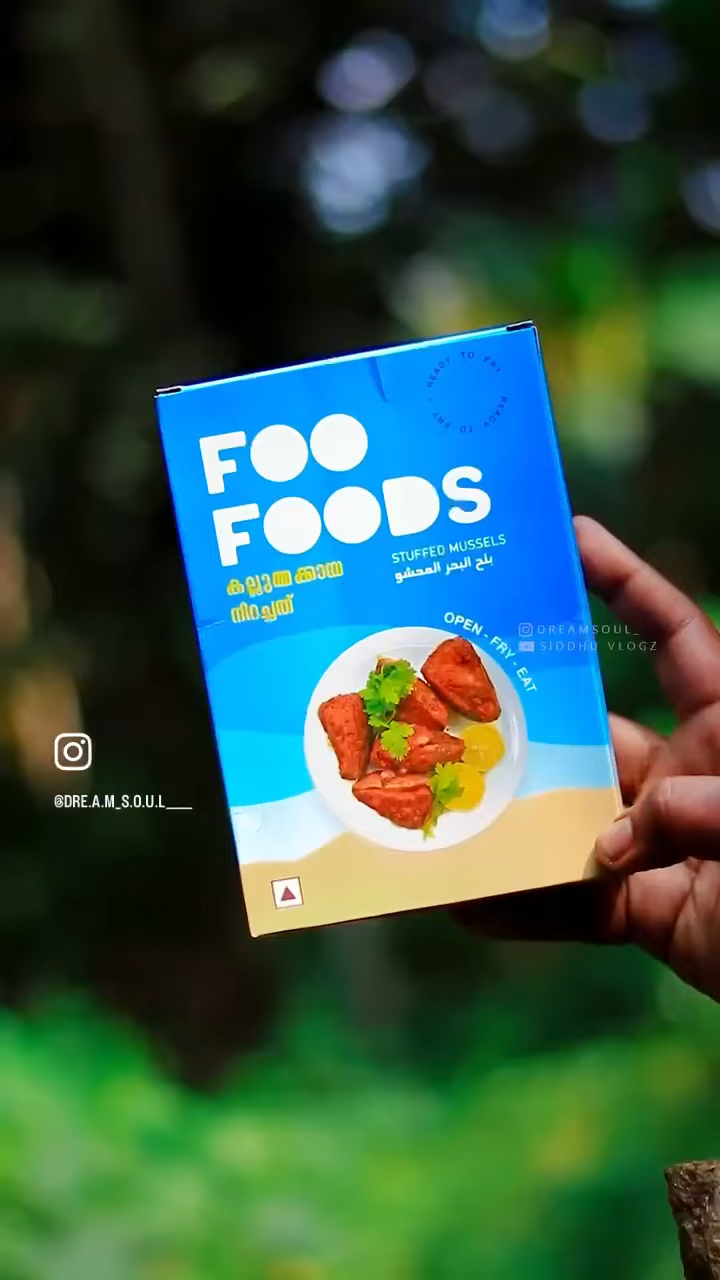 READY TO FRY
READY TO FRY
FOO
FOODS
കല്ലുമ്മക്കായ
നിറച്ചത്
STUFFED MUSSELS
بلح البحر المحشو
OPEN - FRY - EAT
DREAMSOUL_
SIDDHU VLOGZ
@DRE.A.M_S.O.U.L___